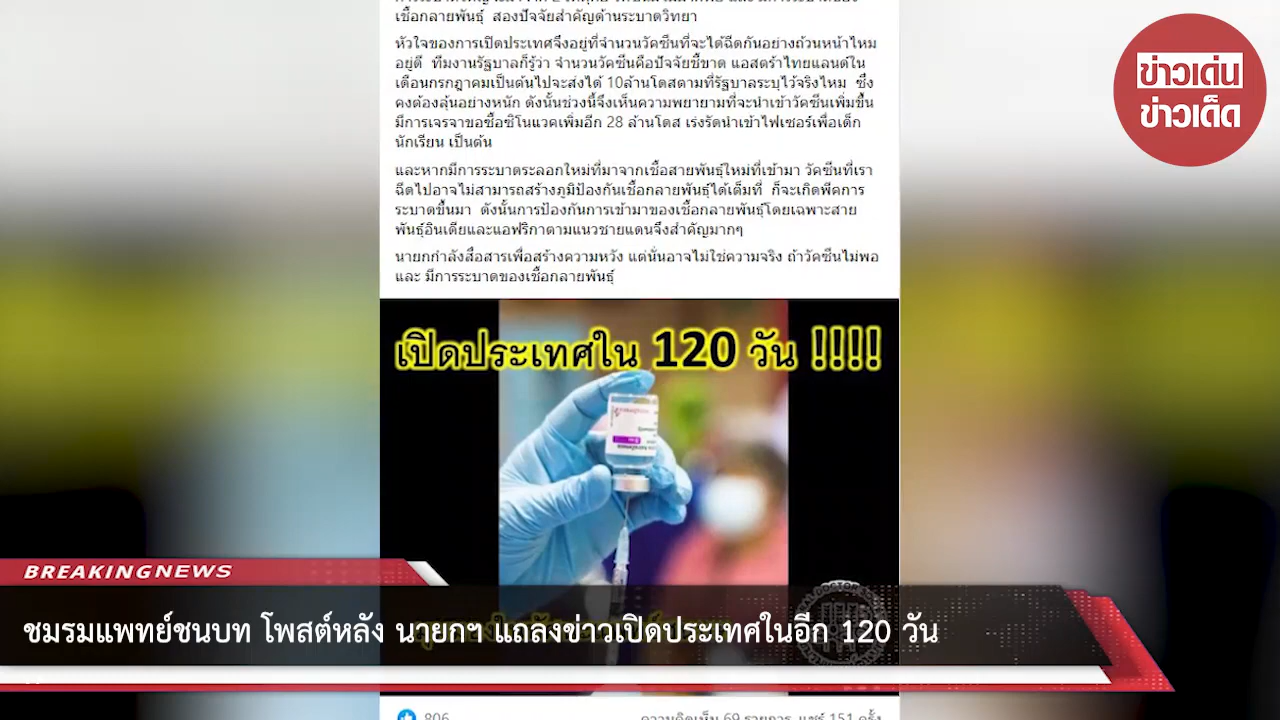 เชื้อกลายพันธุ์ สองปัจจัยสำคัญด้านระบาดวิทยา
หัวใจของการเปิดประเทศจึงอยู่ที่จำนวนวัคซีนที่จะได้ฉีดกันอย่างถ้วนหน้าไหม
อยู่ดี ทีมงานรัฐบาลก็รู้ว่า จำนวนวัคซีนคือปัจจัยชี้ขาด แอสตร้าไทยแลนด์ใน
เดือนกรกฎาคมเป็นต้นไปจะส่งได้ 10ล้านโดสตามที่รัฐบาลระบุไว้จริงไหม ซึ่ง
คงต้องลุ้นอย่างหนัก ดังนั้นช่วงนี้จึงเห็นความพยายามที่จะนำเข้าวัคซีนเพิ่มขึ้น
มีการเจรจาขอซื้อซิโนแวคเพิ่มอีก 28 ล้านโดส เร่งรัดนำเข้าไฟเซอร์เพื่อเด็ก
นักเรียน เป็นต้น
และหากมีการระบาดระลอกใหม่ที่มาจากเชื้อสายพันธุ์ใหม่ที่เข้ามา วัคซีนที่เรา
ฉีดไปอาจไม่สามารถสร้างภูมิป้องกันเชื้อกลายพันธุ์ได้เต็มที่ ก็จะเกิดพีคการ
ระบาดขึ้นมา ดังนั้นการป้องกันการเข้ามาของเชื้อกลายพันธุ์โดยเฉพาะสาย
พันธุ์อินเดียและแอฟริกาตามแนวชายแดนจึงสำคัญมากๆ
นายกกำลังสื่อสารเพื่อสร้างความหวัง แต่นั่นอาจไม่ใช่ความจริง ถ้าวัคซีนไม่พอ
และ มีการระบาดของเชื้อกลายพันธุ์
ข่าวเด่น
ข่าวเด็ด
เปิดประเทศใน 120 วัน !!!!
BREAKING NEWS
ชมรมแพทย์ชนบท โพสต์หลัง นายกฯ แถลังข่าวเปิดประเทศในอีก 120 วัน
806 ความคิดเห็น 69 รายการ แชร์ 151 ครั้ง